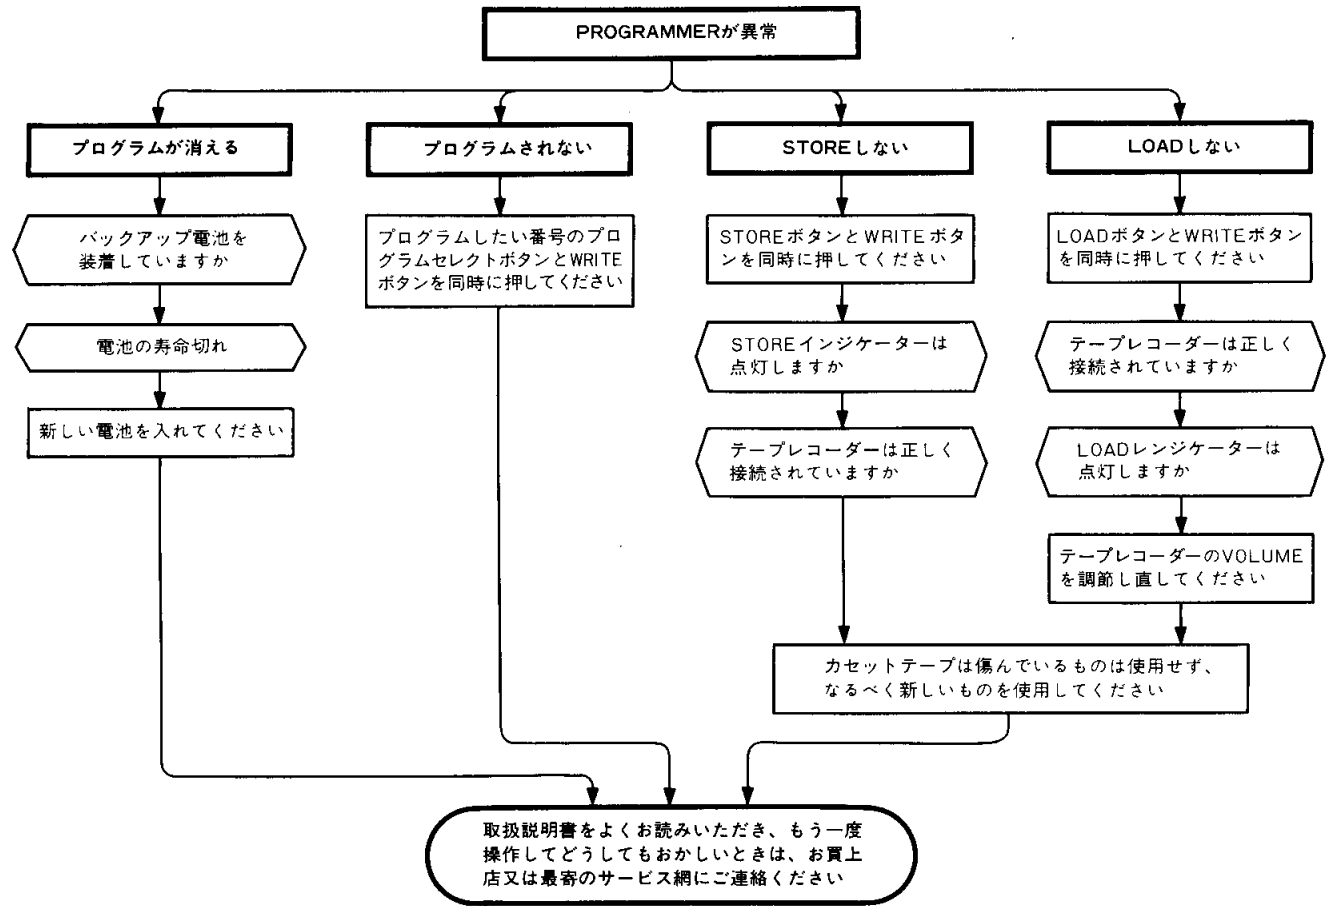 PROGRAMMERが異常
プログラムが消える
バックアップ電池を
装着していますか
電池の寿命切れ
新しい電池を入れてください
プログラムされない
プログラムしたい番号のプロ
グラムセレクトボタンとWRITE
ボタンを同時に押してください
STOREしない
STOREボタンとWRITEボタ
ンを同時に押してください
STOREインジケーターは
点灯しますか
テープレコーダーは正しく
接続されていますか
LOADしない
LOADボタンとWRITEボタン
を同時に押してください
テープレコーダーは正しく
接続されていますか
LOADレンジケーターは
点灯しますか
テープレコーダーのVOLUME
を調節し直してください
カセットテープは傷んでいるものは使用せず、
なるべく新しいものを使用してください
取扱説明書をよくお読みいただき、もう一度
操作してどうしてもおかしいときは、お買上
店又は最寄のサービス網にご連絡ください